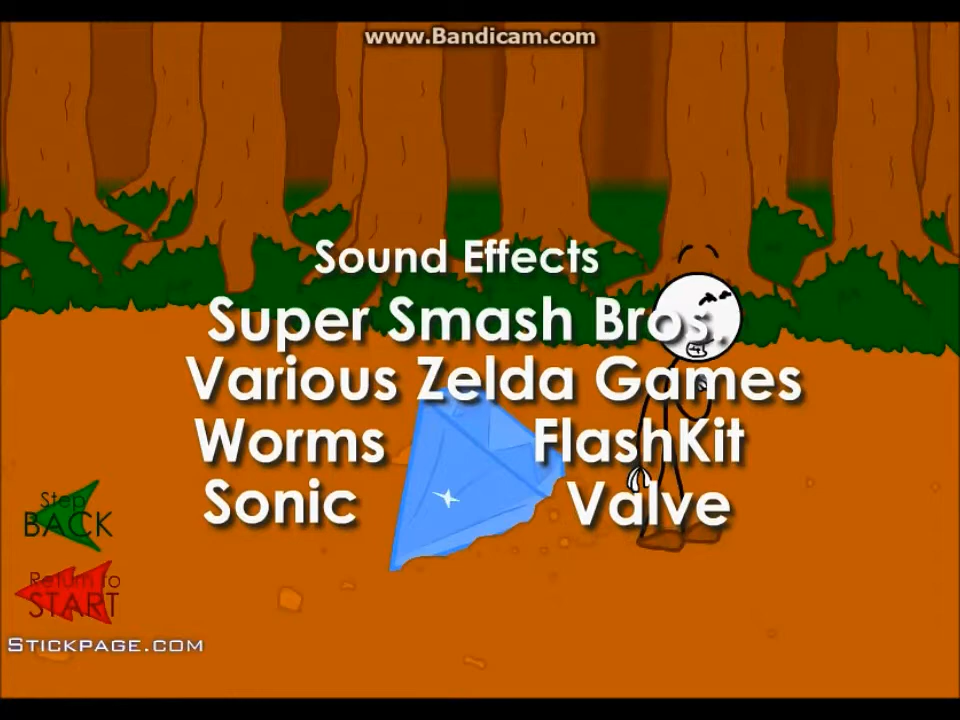 www.Bandicam.com
Sound Effects
Super Smash Bros.
Various Zelda Games
Worms FlashKit
Sonic Valve
Step
BACK
Return to
START
STICKPAGE.COM